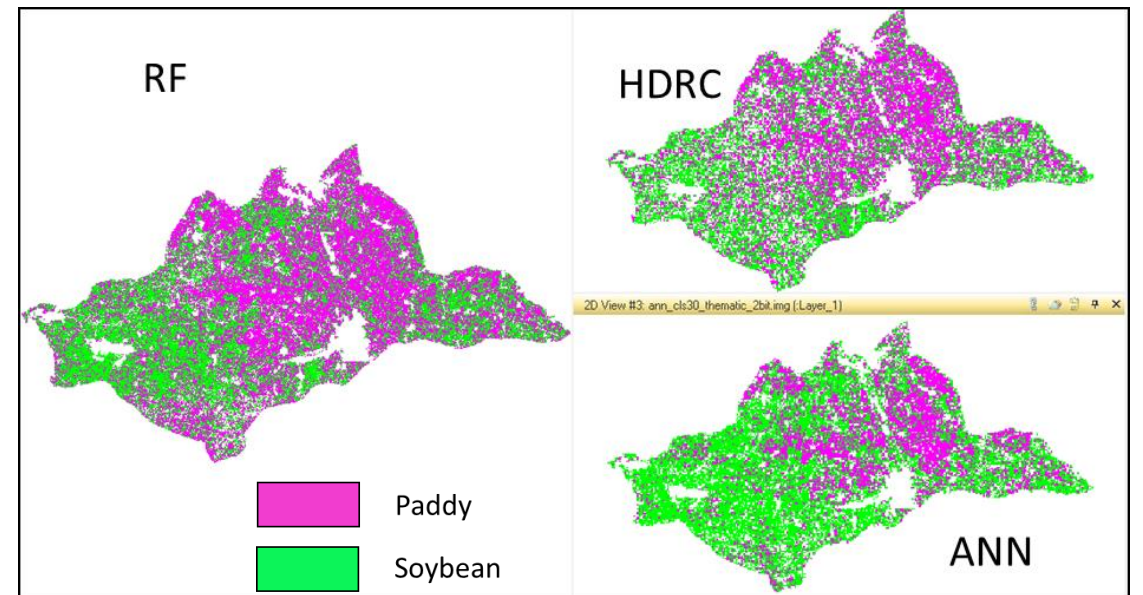 RF
HDRC
2D View #3: ann_cls30_thematic_2bit.img (:Layer_1)
Paddy
Soybean
ANN